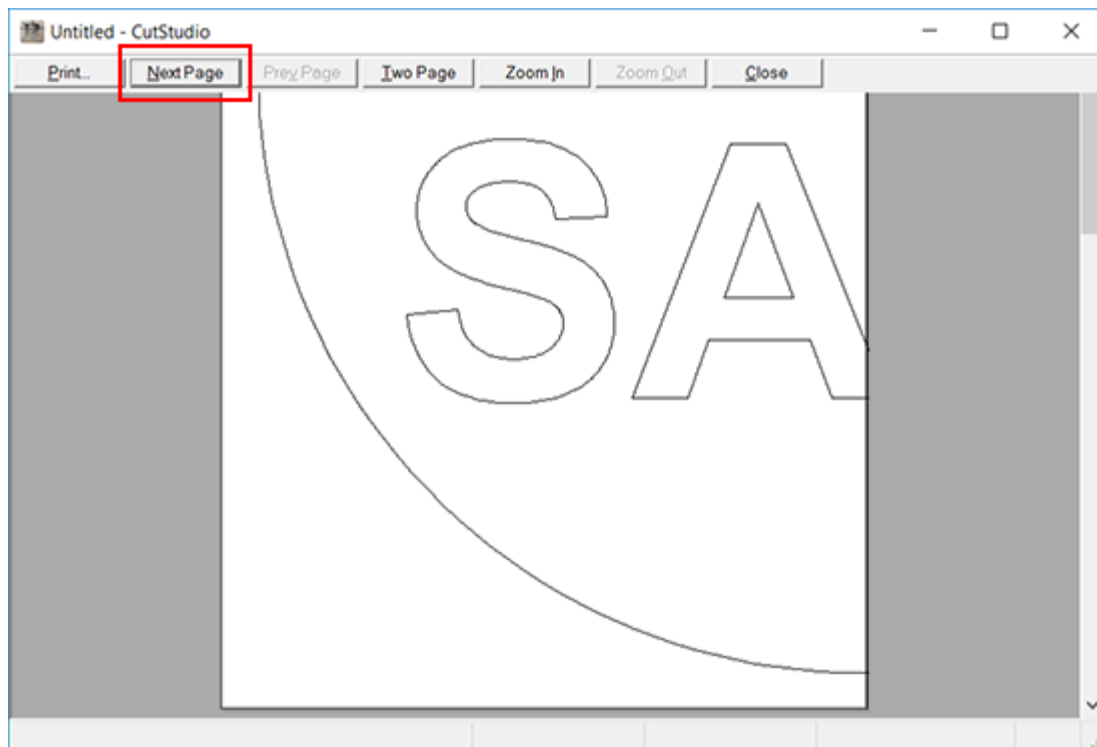 Untitled - CutStudio
Print... Next Page Prev Page Two Page Zoom In Zoom Out Close
SA